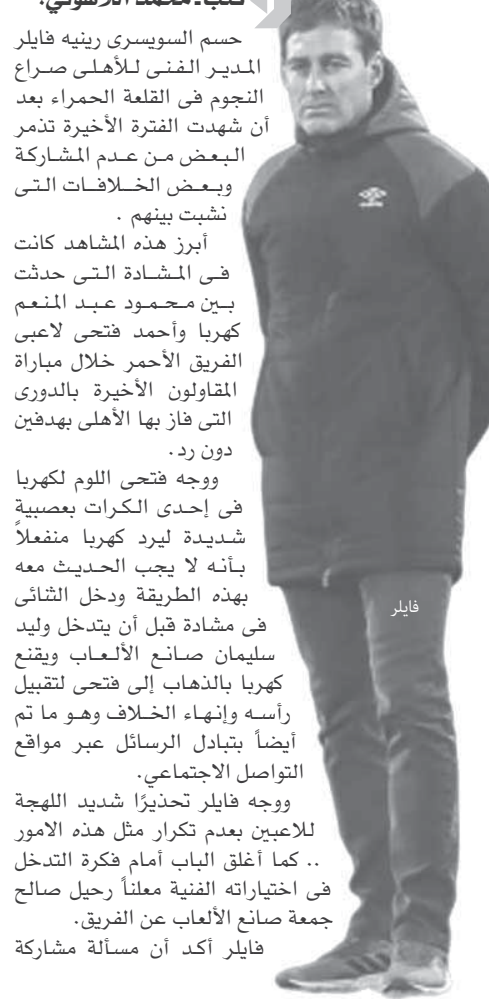 كتب ـ محمد اللاهوني:
حسم السويسرى رينيه فايلر
المدير الفنى للأهلى صراع
النجوم فى القلعة الحمراء بعد
أن شهدت الفترة الأخيرة تذمر
البعض من عدم المشاركة
وبعض الخلافات التى
نشبت بينهم .
أبرز هذه المشاهد كانت
فى المشادة التى حدثت
بين محمود عبد المنعم
كهربا وأحمد فتحى لاعبى
الفريق الأحمر خلال مباراة
المقاولون الأخيرة بالدورى
التى فاز بها الأهلى بهدفين
دون رد.
ووجه فتحى اللوم لكهربا
فى إحدى الكرات بعصبية
شديدة ليرد كهربا منفعلاً
بأنه لا يجب الحديث معه
بهذه الطريقة ودخل الثنائى
فى مشادة قبل أن يتدخل وليد
سليمان صانع الألعاب ويقنع
كهربا بالذهاب إلى فتحى لتقبيل
رأسه وإنهاء الخلاف وهو ما تم
أيضاً بتبادل الرسائل عبر مواقع
التواصل الاجتماعي.
ووجه فايلر تحذيرًا شديد اللهجة
للاعبين بعدم تكرار مثل هذه الامور
.. كما أغلق الباب أمام فكرة التدخل
فى اختياراته الفنية معلناً رحيل صالح
جمعة صانع الألعاب عن الفريق.
فايلر أكد أن مسألة مشاركة
فايلر